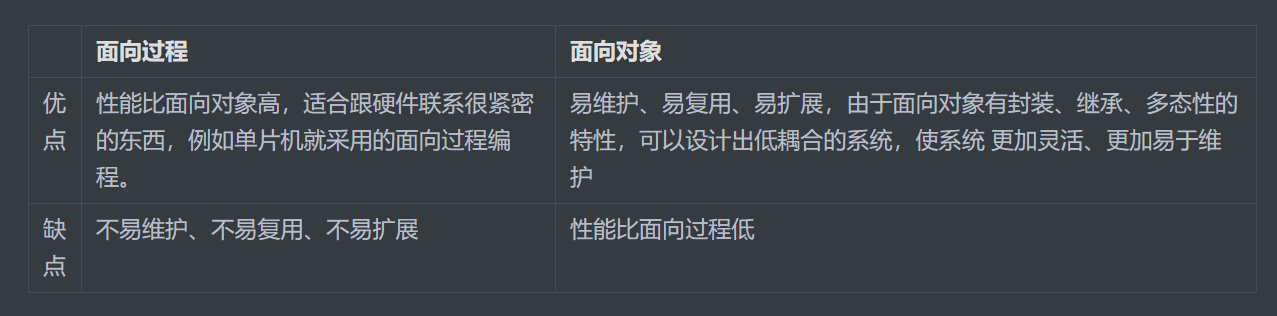 面向过程
面向对象
优点
性能比面向对象高，适合跟硬件联系很紧密
的东西，例如单片机就采用的面向过程编
程。
易维护、易复用、易扩展，由于面向对象有封装、继承、多态性的
特性，可以设计出低耦合的系统，使系统 更加灵活、更加易于维
护
缺点
不易维护、不易复用、不易扩展
性能比面向过程低